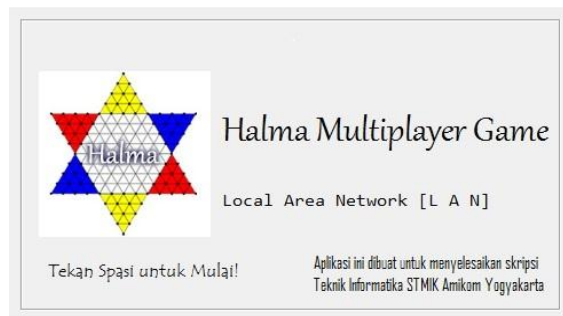 Halma
Halma Multiplayer Game
Local Area Network [L A N]
Tekan Spasi untuk Mulai!
Aplikasi ini dibuat untuk menyelesaikan skripsi
Teknik Informatika STMIK Amikom Yogyakarta